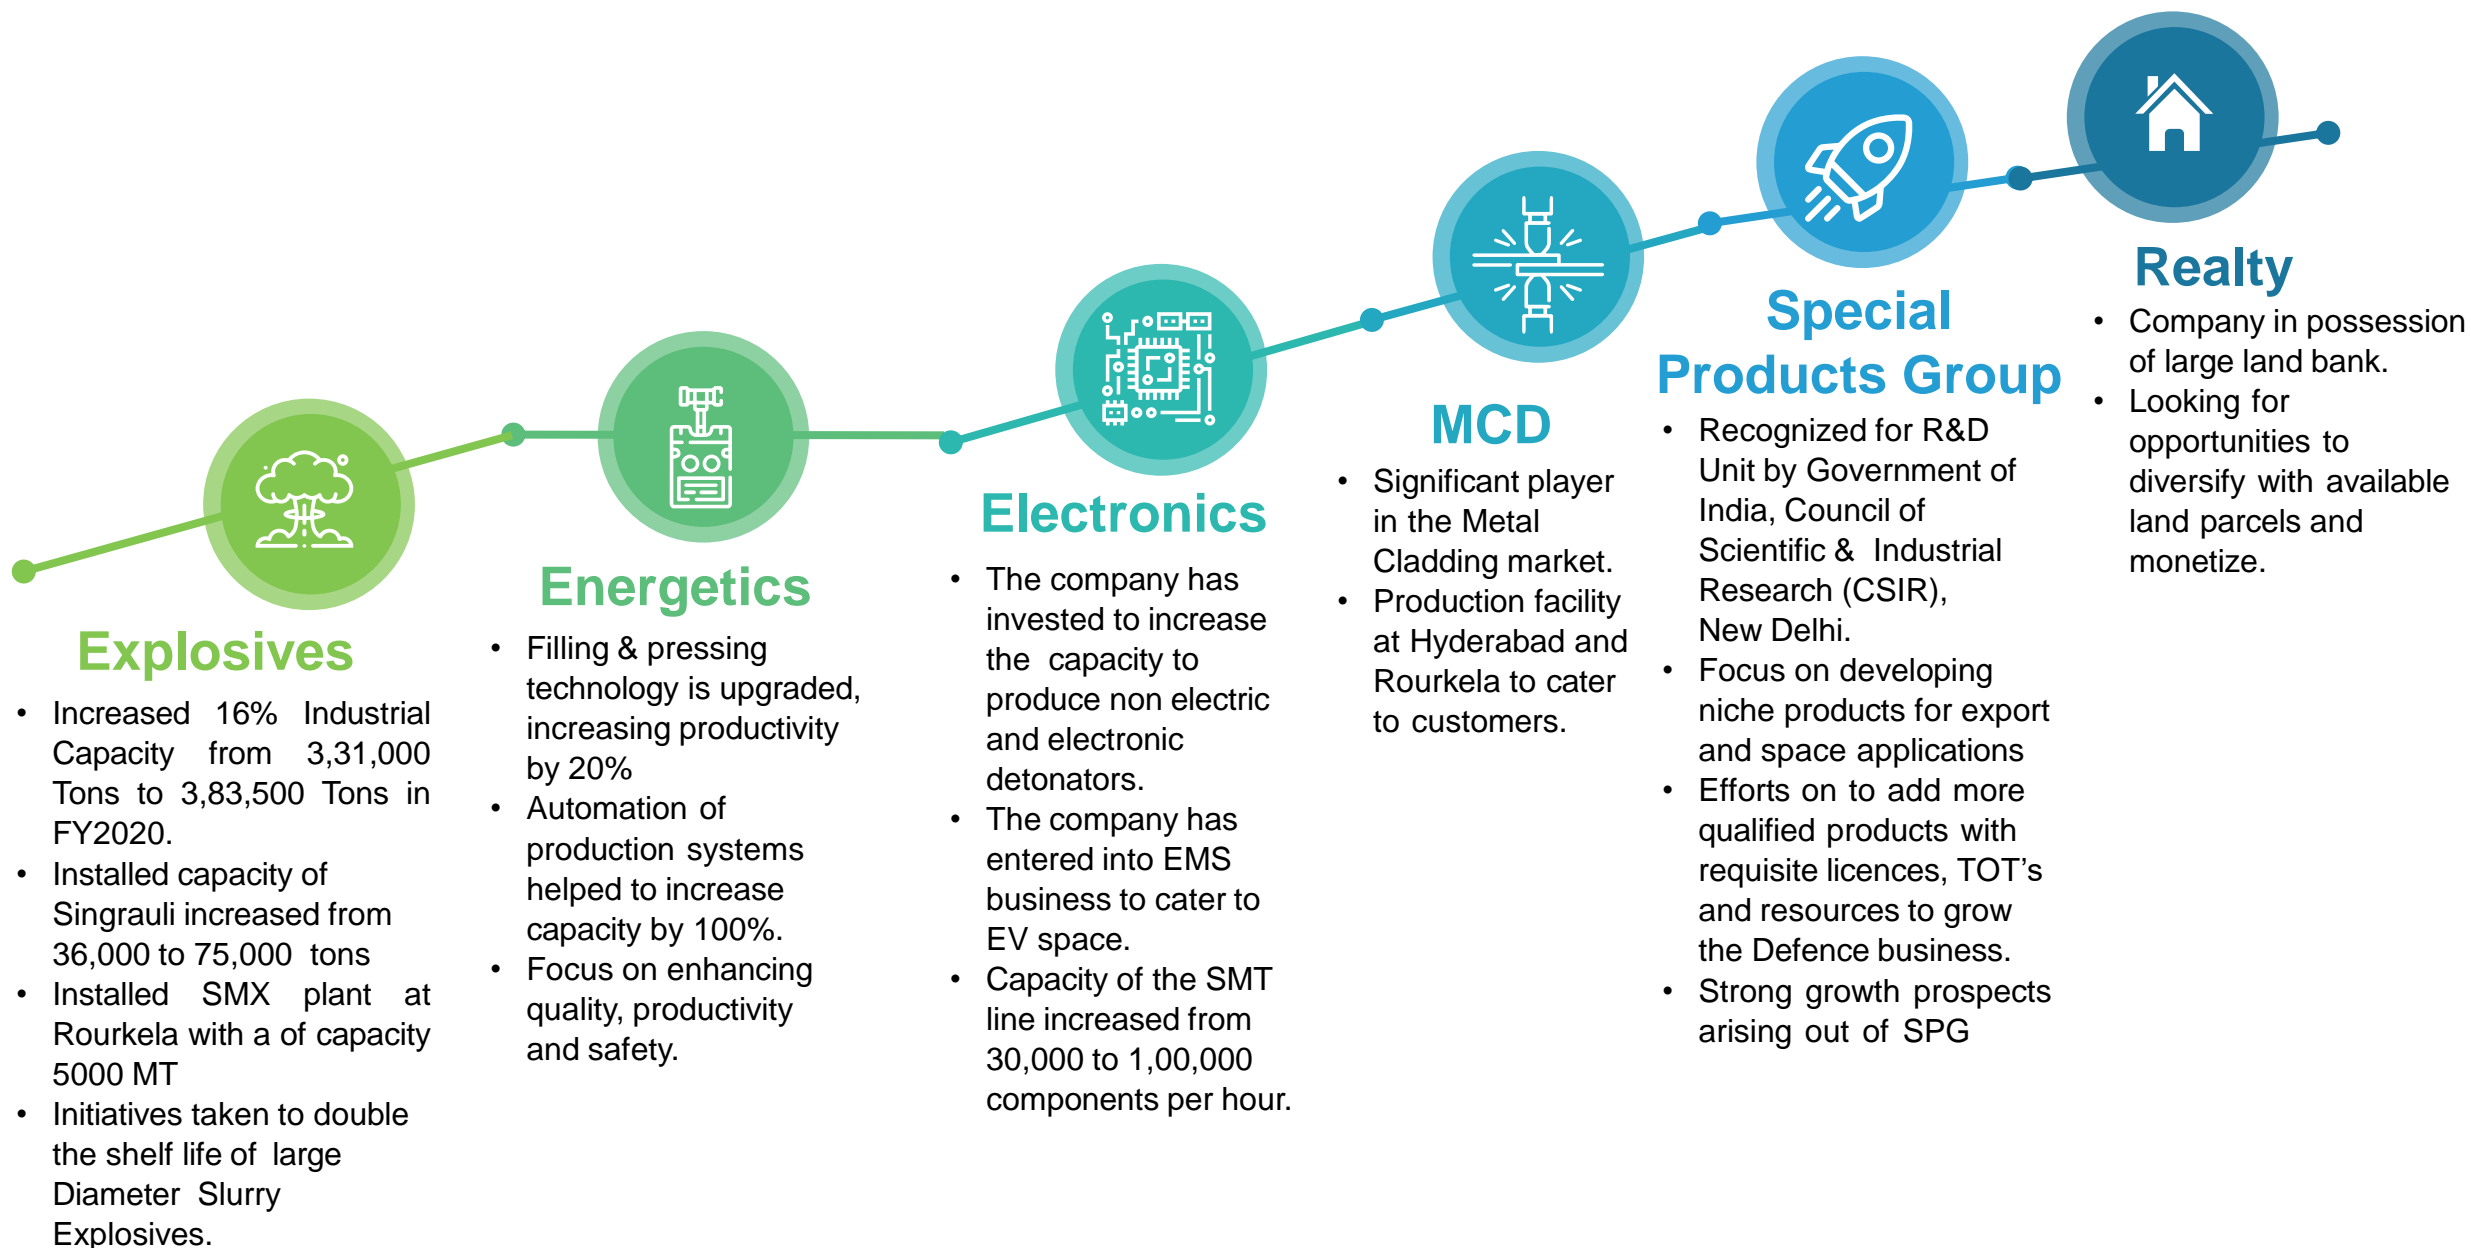 Explosives
• Increased 16% Industrial
Capacity from 3,31,000
Tons to 3,83,500 Tons in
FY2020.
• Installed capacity of
Singrauli increased from
36,000 to 75,000 tons
• Installed SMX plant at
Rourkela with a of capacity
5000 MT
• Initiatives taken to double
the shelf life of large
Diameter Slurry
Explosives.
Energetics
• Filling & pressing
technology is upgraded,
increasing productivity
by 20%
• Automation of
production systems
helped to increase
capacity by 100%.
• Focus on enhancing
quality, productivity
and safety.
Electronics
• The company has
invested to increase
the capacity to
produce non electric
and electronic
detonators.
• The company has
entered into EMS
business to cater to
EV space.
• Capacity of the SMT
line increased from
30,000 to 1,00,000
components per hour.
MCD
• Significant player
in the Metal
Cladding market.
• Production facility
at Hyderabad and
Rourkela to cater
to customers.
Special
Products Group
• Recognized for R&D
Unit by Government of
India, Council of
Scientific & Industrial
Research (CSIR),
New Delhi.
• Focus on developing
niche products for export
and space applications
• Efforts on to add more
qualified products with
requisite licences, TOT’s
and resources to grow
the Defence business.
• Strong growth prospects
arising out of SPG
Realty
• Company in possession
of large land bank.
• Looking for
opportunities to
diversify with available
land parcels and
monetize.